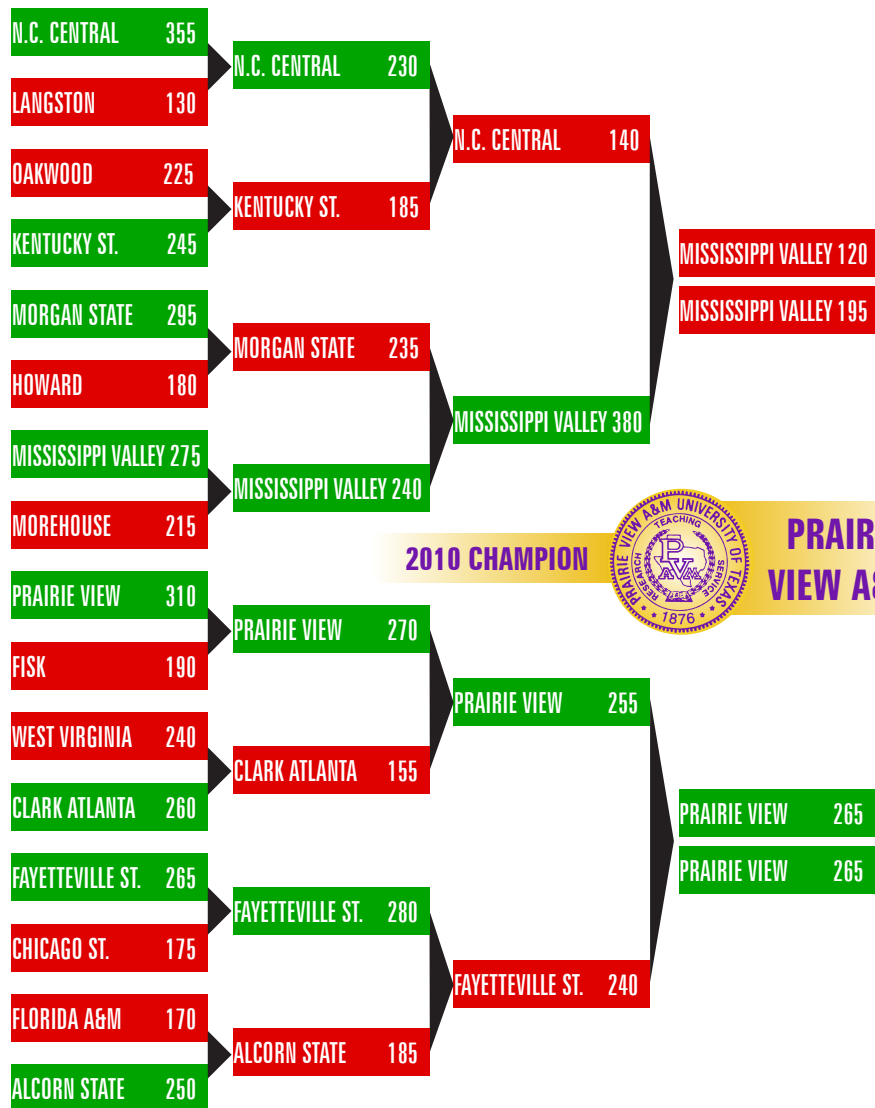 N.C. CENTRAL 355
LANGSTON 130
OAKWOOD 225
KENTUCKY ST. 245
MORGAN STATE 295
HOWARD 180
MISSISSIPPI VALLEY 275
MOREHOUSE 215
PRAIRIE VIEW 310
FISK 190
WEST VIRGINIA 240
CLARK ATLANTA 260
FAYETTEVILLE ST. 265
CHICAGO ST. 175
FLORIDA A&M 170
ALCORN STATE 250
N.C. CENTRAL 230
KENTUCKY ST. 185
MORGAN STATE 235
MISSISSIPPI VALLEY 240
PRAIRIE VIEW 270
CLARK ATLANTA 155
FAYETTEVILLE ST. 280
ALCORN STATE 185
N.C. CENTRAL 140
MISSISSIPPI VALLEY 380
PRAIRIE VIEW 255
FAYETTEVILLE ST. 240
MISSISSIPPI VALLEY 120
MISSISSIPPI VALLEY 195
2010 CHAMPION
PRAIRIE VIEW A&M UNIVERSITY OF TEXAS
TEACHING
RESEARCH
SERVICE
PV
A&M
1876
PRAIR
VIEW A&
PRAIRIE VIEW 265
PRAIRIE VIEW 265